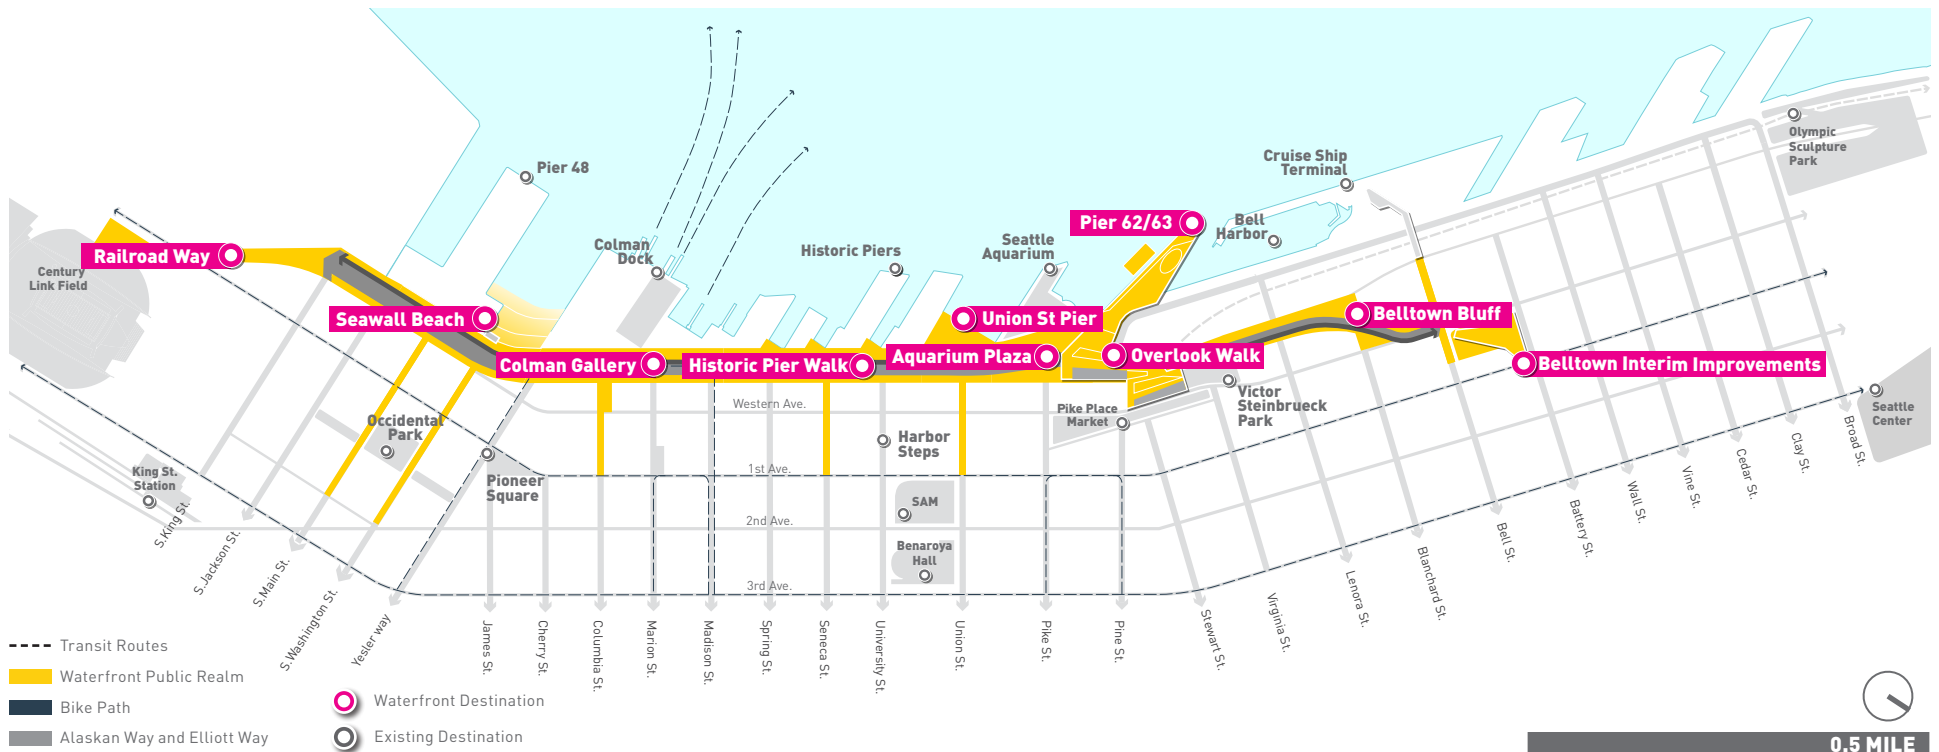 Railroad Way
Century
Link Field
Pier 48
Seawall Beach
Colman
Dock
Colman Gallery
Historic Piers
Historic Pier Walk
Seattle
Aquarium
Union St Pier
Aquarium Plaza
Pier 62/63
Overlook Walk
Bell
Harbor
Cruise Ship
Terminal
Belltown Bluff
Belltown Interim Improvements
Olympic
Sculpture
Park
Seattle
Center
Victor
Steinbrueck
Park
Pike Place
Market
Western Ave.
Harbor
Steps
1st Ave.
SAM
2nd Ave.
Benaroya
Hall
3rd Ave.
Occidental
Park
Pioneer
Square
King St.
Station
S.King St.
S.Jackson St.
S.Main St.
S.Washington St.
Yesler way
James St.
Cherry St.
Columbia St.
Marion St.
Madison St.
Spring St.
Seneca St.
University St.
Union St.
Pike St.
Pine St.
Stewart St.
Virginia St.
Lenora St.
Blanchard St.
Bell St.
Battery St.
Wall St.
Vine St.
Cedar St.
Clay St.
Broad St.
Transit Routes
Waterfront Public Realm
Bike Path
Alaskan Way and Elliott Way
Waterfront Destination
Existing Destination
0.5 MILE